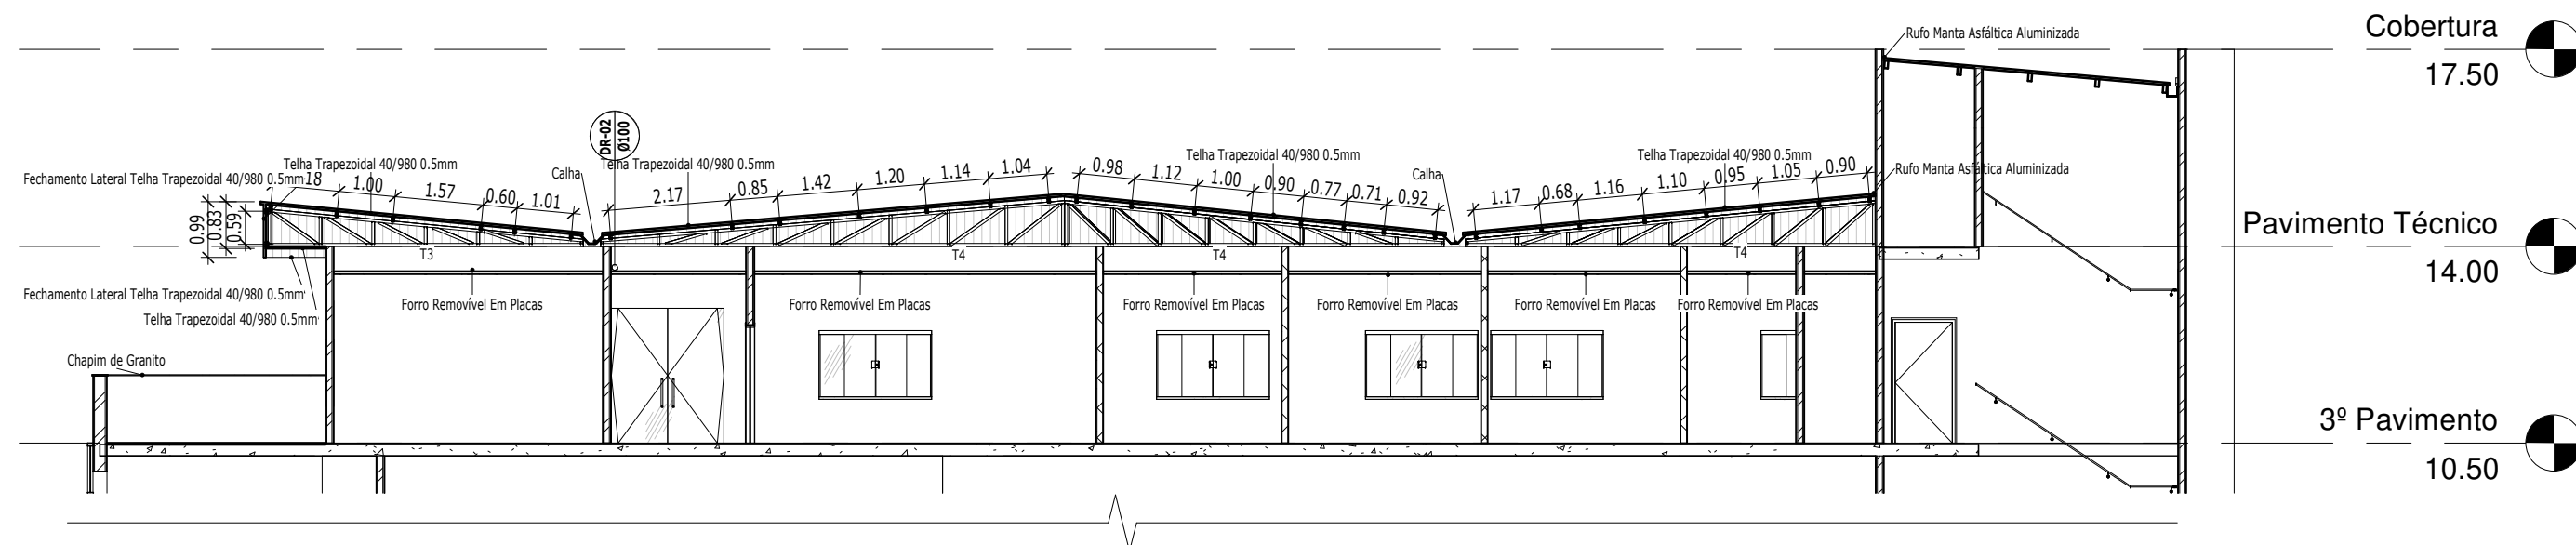 Cobertura
17.50
Rufo Manta Asfáltica Aluminizada
DR-02
Ø100
Telha Trapezoidal 40/980 0.5mm
Telha Trapezoidal 40/980 0.5mm
Telha Trapezoidal 40/980 0.5mm
Telha Trapezoidal 40/980 0.5mm
Fechamento Lateral Telha Trapezoidal 40/980 0.5mm
18
1.00
1.57
0.60
1.01
Calha
2.17
0.85
1.42
1.20
1.14
1.04
0.98
1.12
1.00
0.90
0.77
0.71
0.92
Calha
1.17
0.68
1.16
1.10
0.95
1.05
0.90
Rufo Manta Asfáltica Aluminizada
0.99
0.83
0.59
Pavimento Técnico
14.00
T3
T4
T4
T4
Fechamento Lateral Telha Trapezoidal 40/980 0.5mm
Telha Trapezoidal 40/980 0.5mm
Forro Removível Em Placas
Forro Removível Em Placas
Forro Removível Em Placas
Forro Removível Em Placas
Forro Removível Em Placas
Forro Removível Em Placas
Chapim de Granito
3º Pavimento
10.50